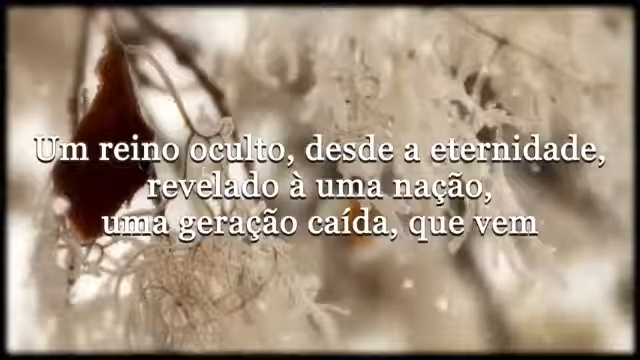 Um reino oculto, desde a eternidade,
revelado à uma nação,
uma geração caída, que vem